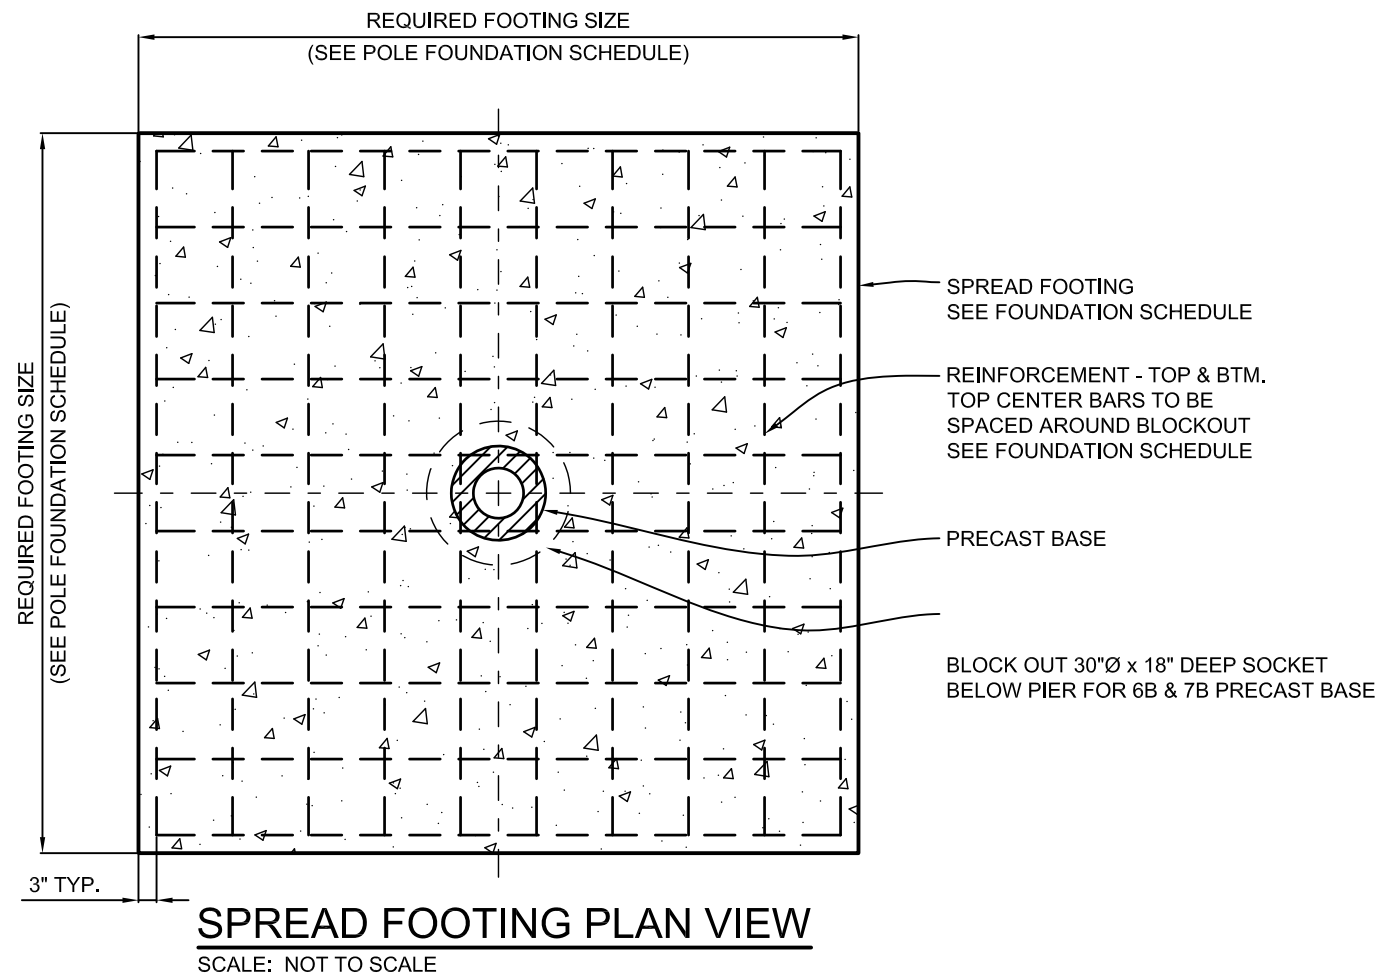 REQUIRED FOOTING SIZE
(SEE POLE FOUNDATION SCHEDULE)
REQUIRED FOOTING SIZE
(SEE POLE FOUNDATION SCHEDULE)
SPREAD FOOTING
SEE FOUNDATION SCHEDULE
REINFORCEMENT - TOP & BTM.
TOP CENTER BARS TO BE
SPACED AROUND BLOCKOUT
SEE FOUNDATION SCHEDULE
PRECAST BASE
BLOCK OUT 30"Ø x 18" DEEP SOCKET
BELOW PIER FOR 6B & 7B PRECAST BASE
3" TYP.
SPREAD FOOTING PLAN VIEW
SCALE: NOT TO SCALE